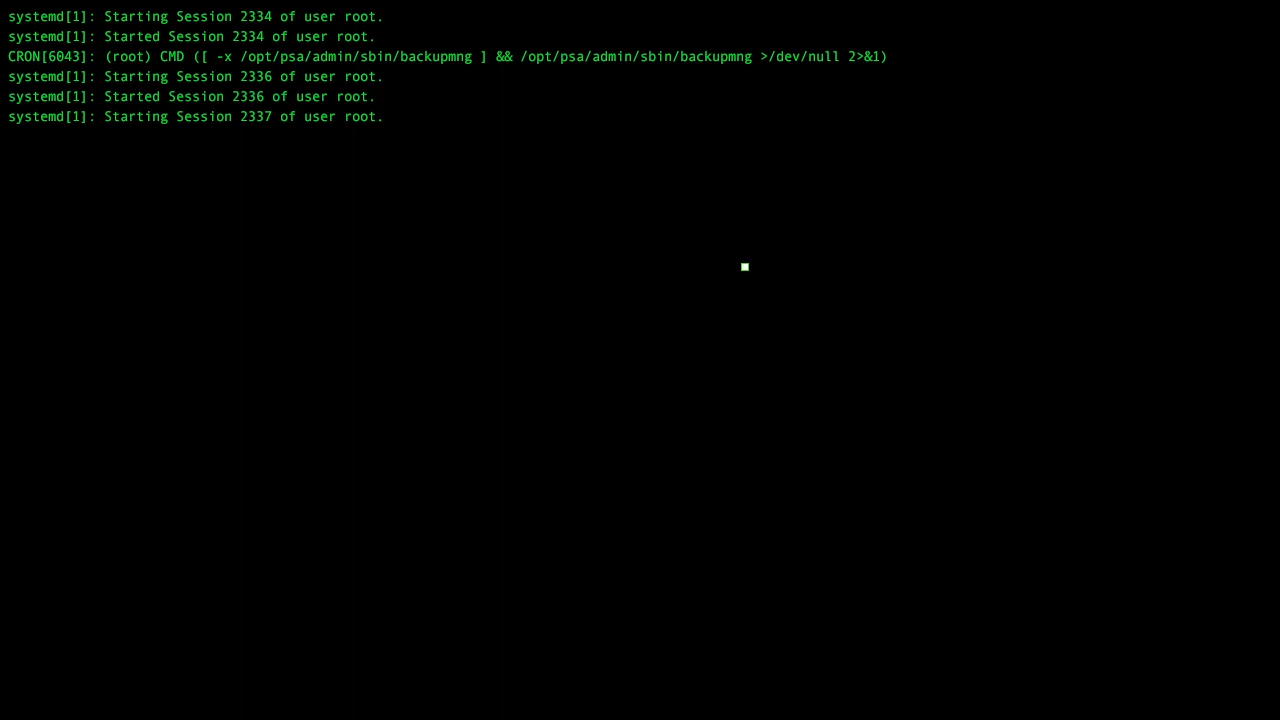 systemd[1]: Starting Session 2334 of user root.
systemd[1]: Started Session 2334 of user root.
CRON[6043]: (root) CMD ([ -x /opt/psa/admin/sbin/backupmng ] && /opt/psa/admin/sbin/backupmng >/dev/null 2>&1)
systemd[1]: Starting Session 2336 of user root.
systemd[1]: Started Session 2336 of user root.
systemd[1]: Starting Session 2337 of user root.